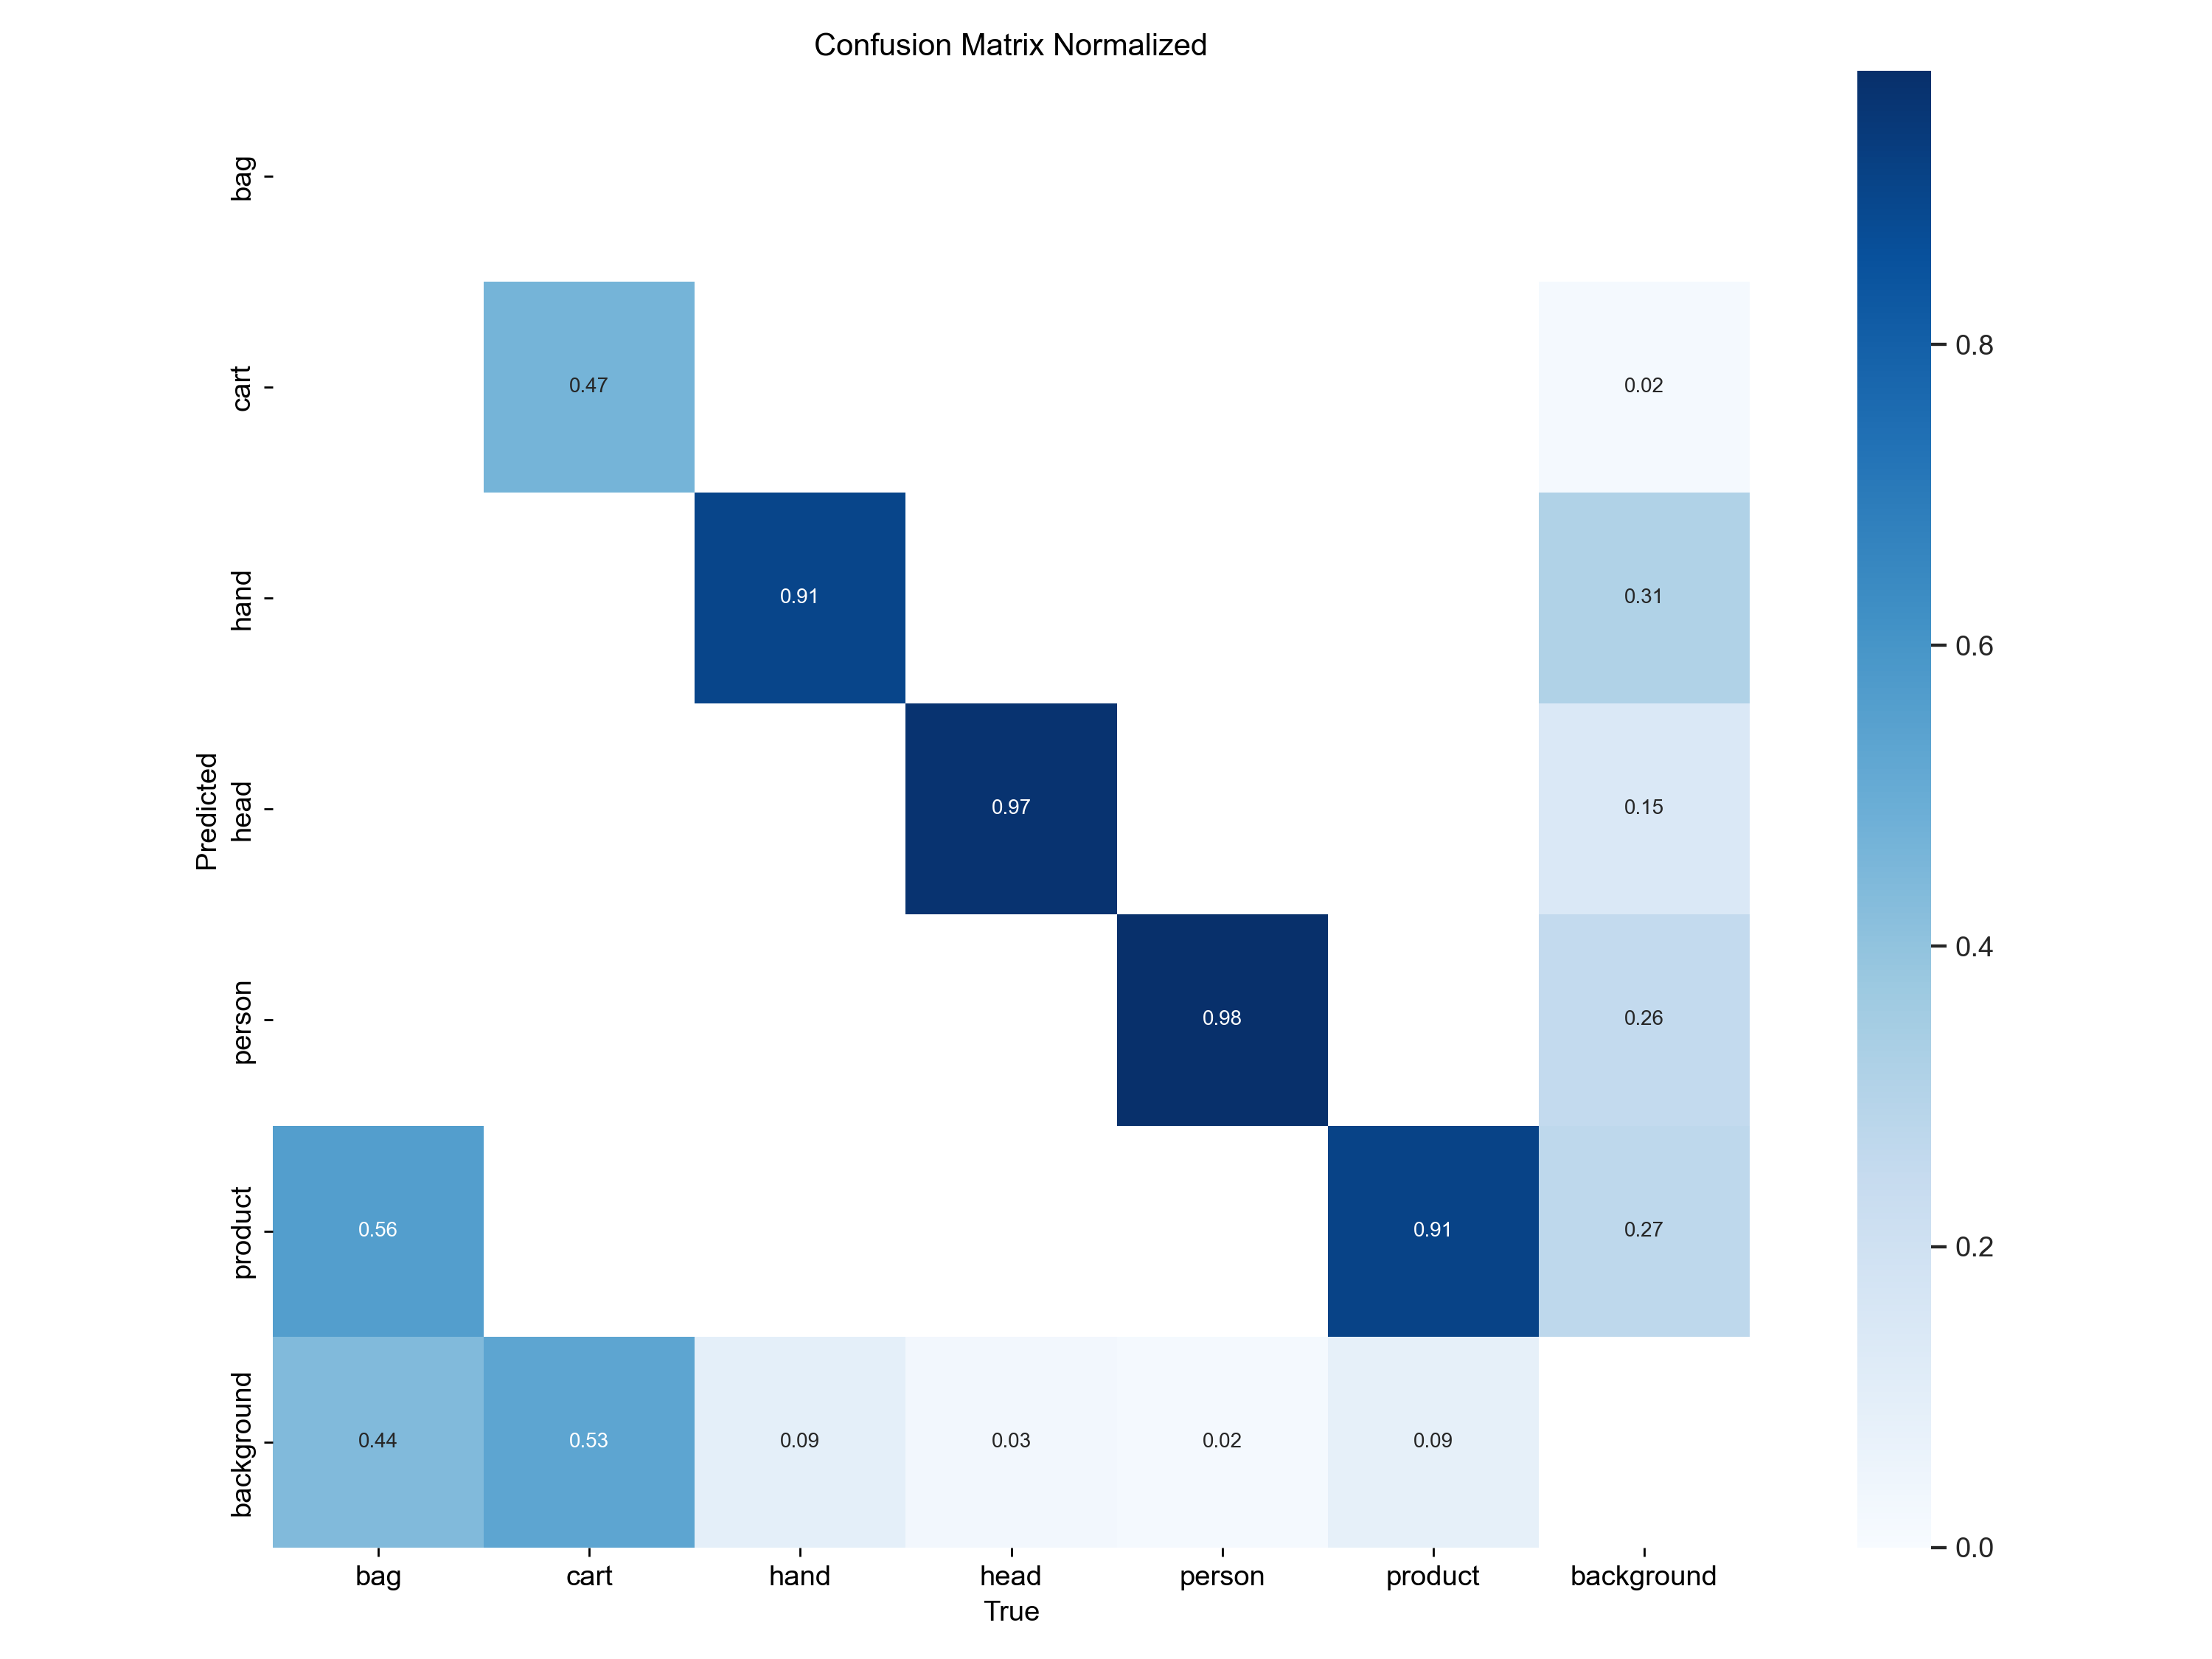 Confusion Matrix Normalized
Predicted
bag
cart
0.47
0.02
hand
0.91
0.31
head
0.97
0.15
person
0.98
0.26
product
0.56
0.91
0.27
background
0.44
0.53
0.09
0.03
0.02
0.09
bag
cart
hand
head
person
product
background
True
0.8
0.6
0.4
0.2
0.0